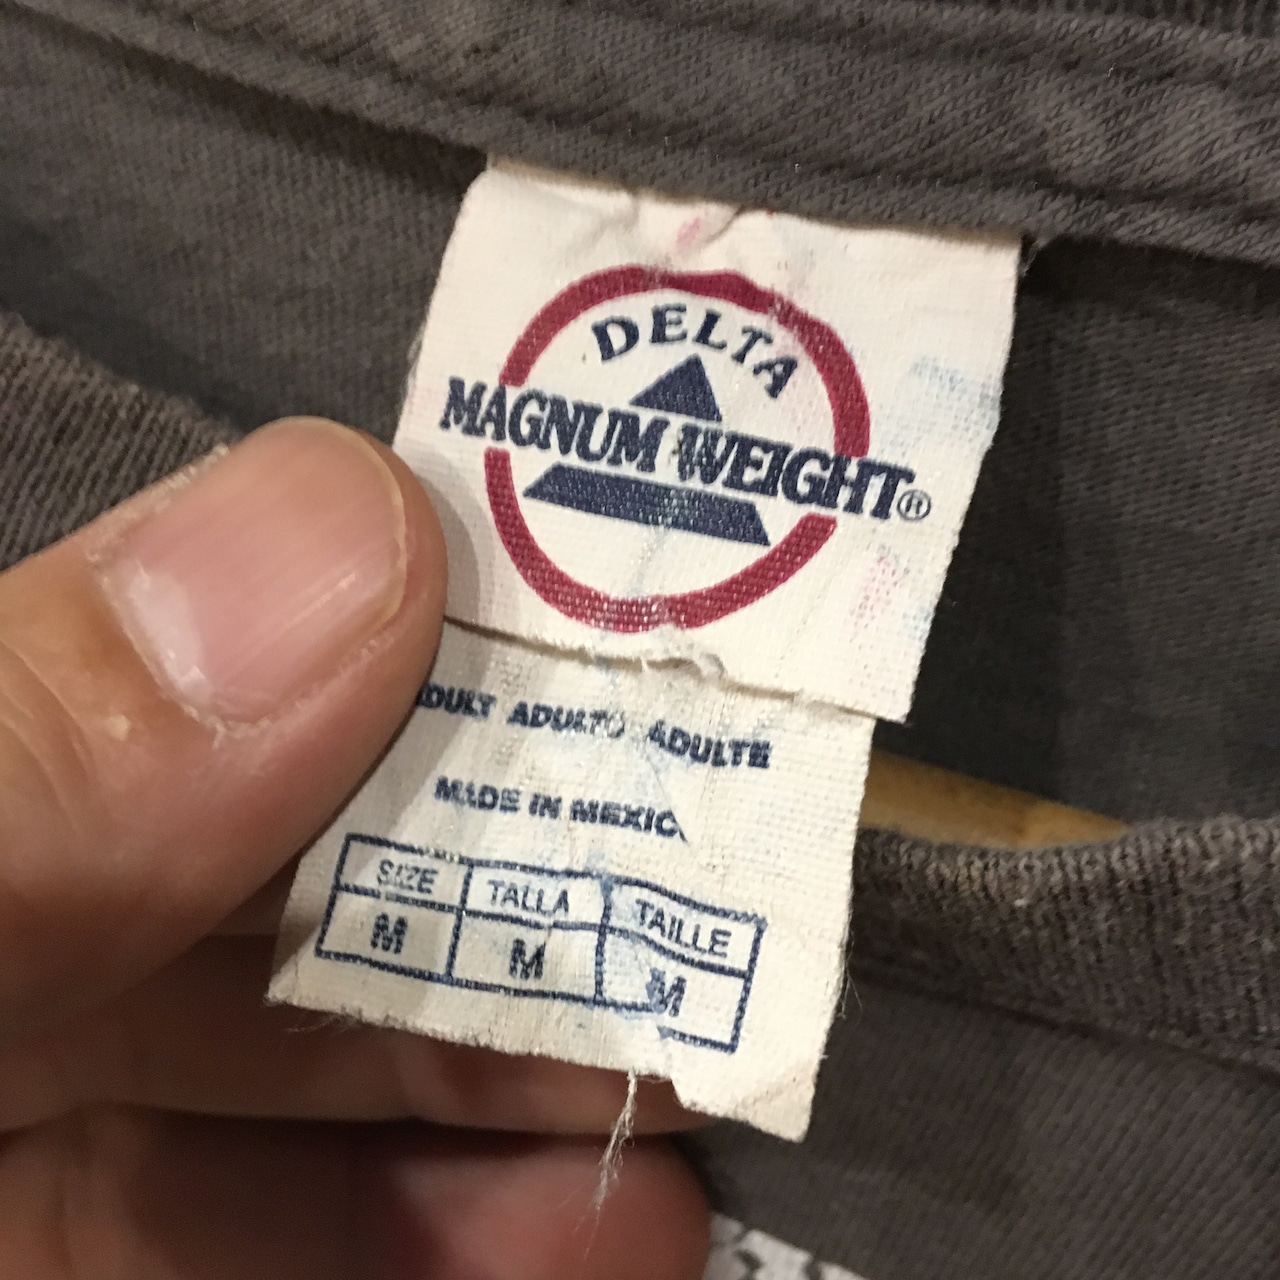 DELTA
MAGNUM WEIGHT®
ADULT ADULTO ADULTE
MADE IN MEXICO
SIZE TALLA TAILLE
M M M